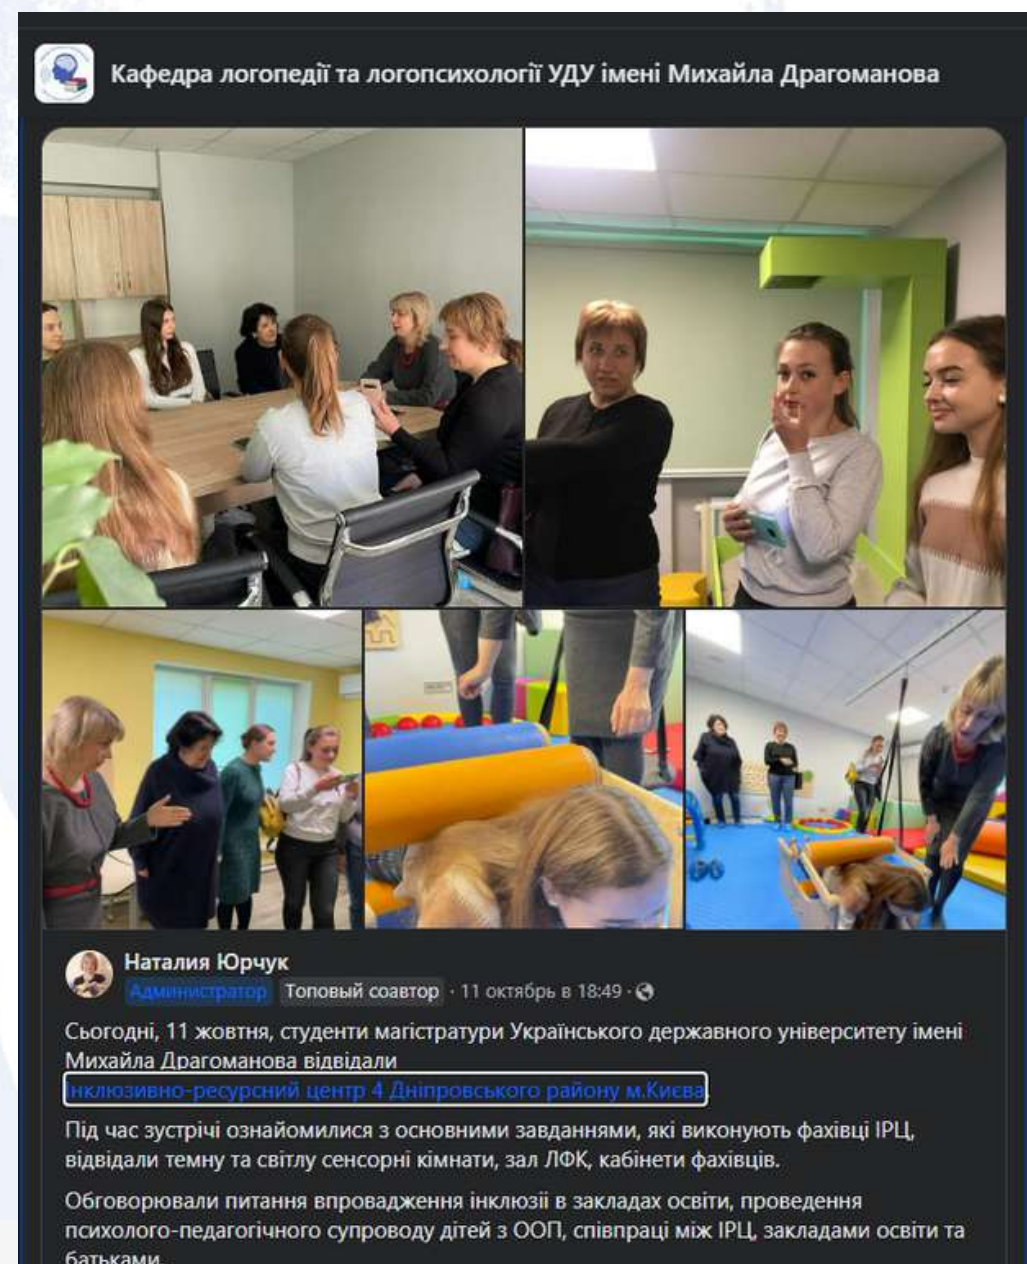 Кафедра логопедії та логопсихології УДУ імені Михайла Драгоманова
Наталия Юрчук
Администратор Топовый соавтор · 11 октябрь в 18:49 ·
Сьогодні, 11 жовтня, студенти магістратури Українського державного університету імені
Михайла Драгоманова відвідали
Інклюзивно-ресурсний центр 4 Дніпровського району м.Києва.
Під час зустрічі ознайомилися з основними завданнями, які виконують фахівці ІРЦ,
відвідали темну та світлу сенсорні кімнати, зал ЛФК, кабінети фахівців.
Обговорювали питання впровадження інклюзії в закладах освіти, проведення
психолого-педагогічного супроводу дітей з ООП, співпраці між ІРЦ, закладами освіти та
батьками.